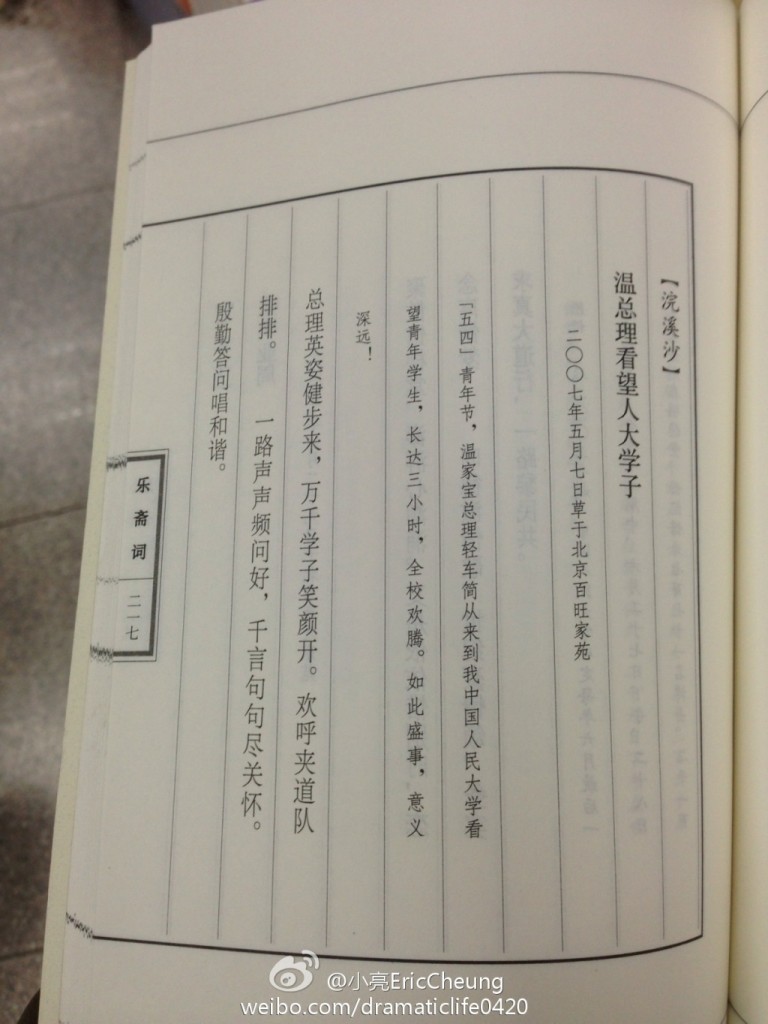 【浣溪沙】
温总理看望人大学子
二〇〇七年五月七日草于北京百旺家苑
「五四」青年节，温家宝总理轻车简从来到我中国人民大学看
望青年学生，长达三小时，全校欢腾。如此盛事，意义
深远！
总理英姿健步来，万千学子笑颜开。欢呼夹道队
排排。　一路声声频问好，千言句句尽关怀。
殷勤答问唱和谐。
乐斋词
二一七
@小亮EricCheung
weibo.com/dramaticlife0420